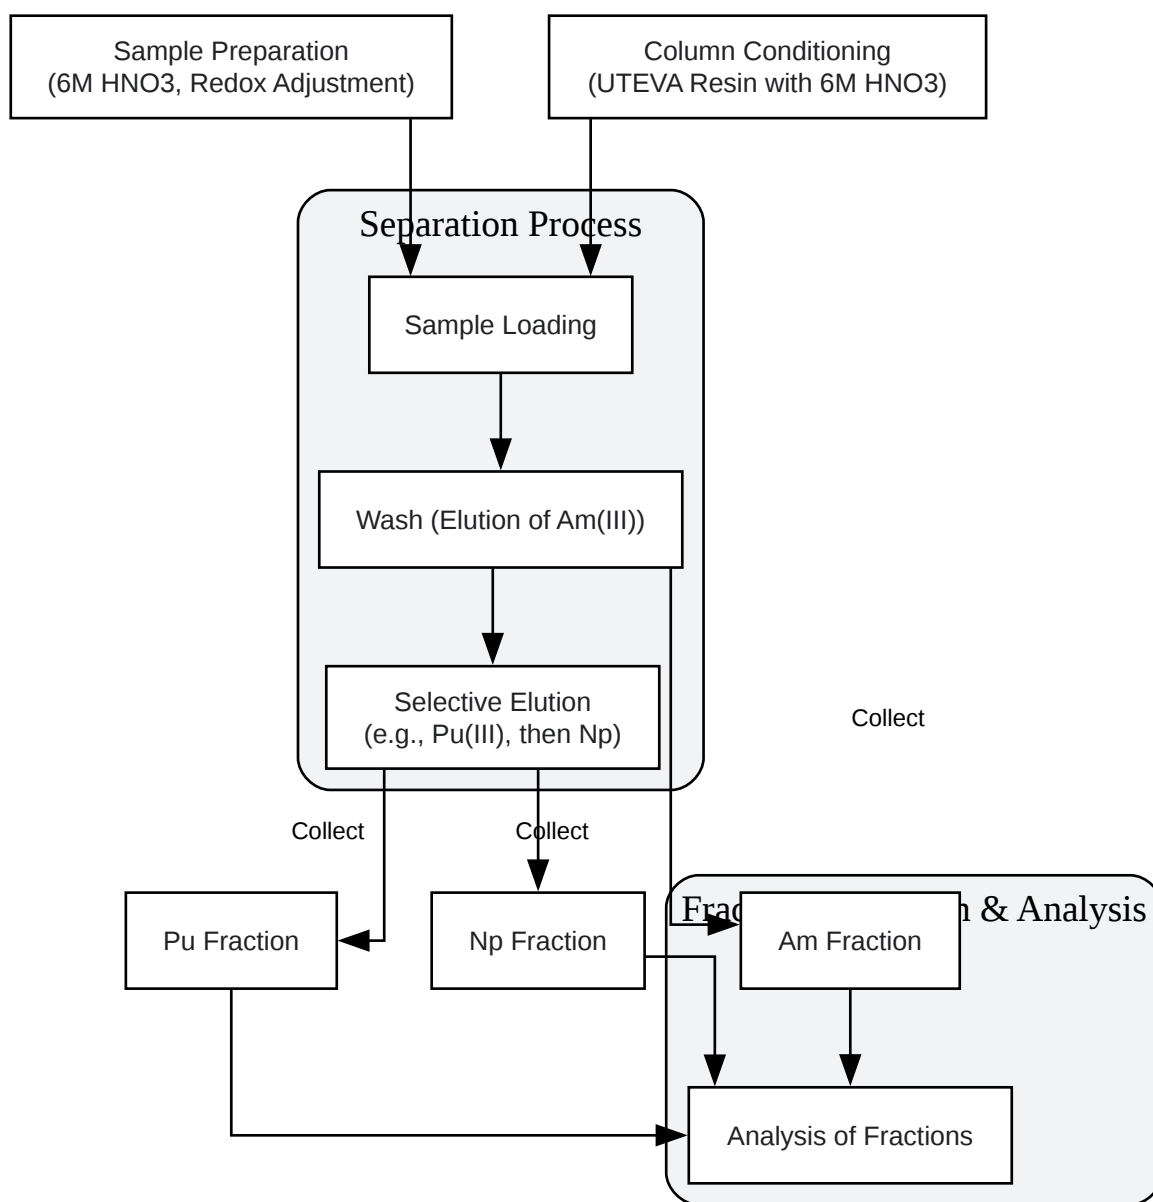 Sample Preparation
(6M HNO3, Redox Adjustment)
Column Conditioning
(UTEVA Resin with 6M HNO3)
Separation Process
Sample Loading
Wash (Elution of Am(III))
Selective Elution
(e.g., Pu(III), then Np)
Collect
Collect
Collect
& Analysis
Pu Fraction
Np Fraction
Am Fraction
Analysis of Fractions